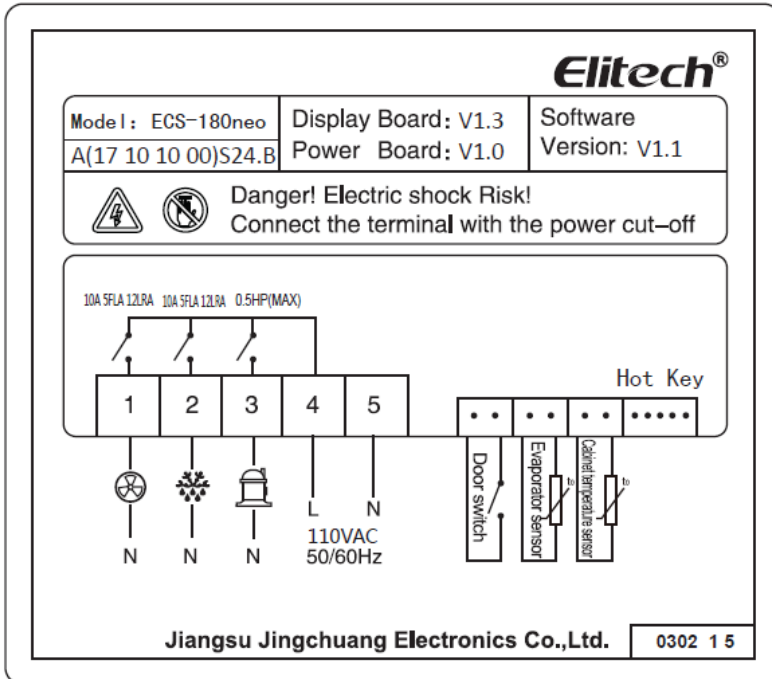 Elitech®
Model: ECS-180neo
A(17 10 10 00)S24.B
Display Board: V1.3
Power Board: V1.0
Software
Version: V1.1
Danger! Electric shock Risk!
Connect the terminal with the power cut-off
10A 5FLA 12LRA 10A 5FLA 12LRA 0.5HP(MAX)
Hot Key
1 2 3 4 5
Door switch
Evaporator sensor
Cabinet temperature sensor
L N
110VAC
N N N 50/60Hz
Jiangsu Jingchuang Electronics Co.,Ltd.
0302 1 5